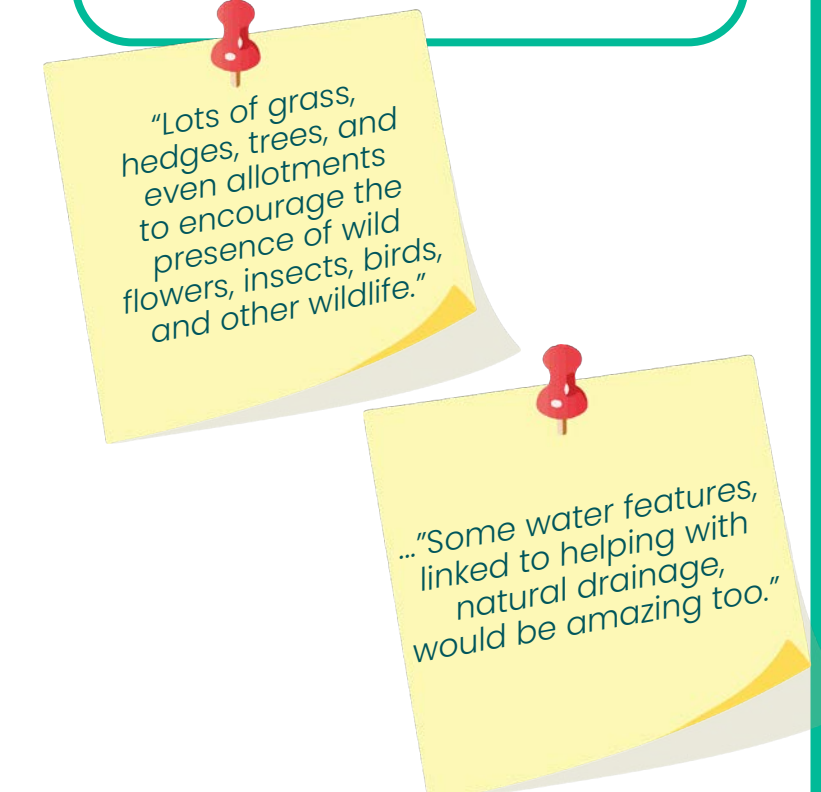 “Lots of grass,
hedges, trees, and
even allotments
to encourage the
presence of wild
flowers, insects, birds,
and other wildlife.”
...”Some water features,
linked to helping with
natural drainage,
would be amazing too.”